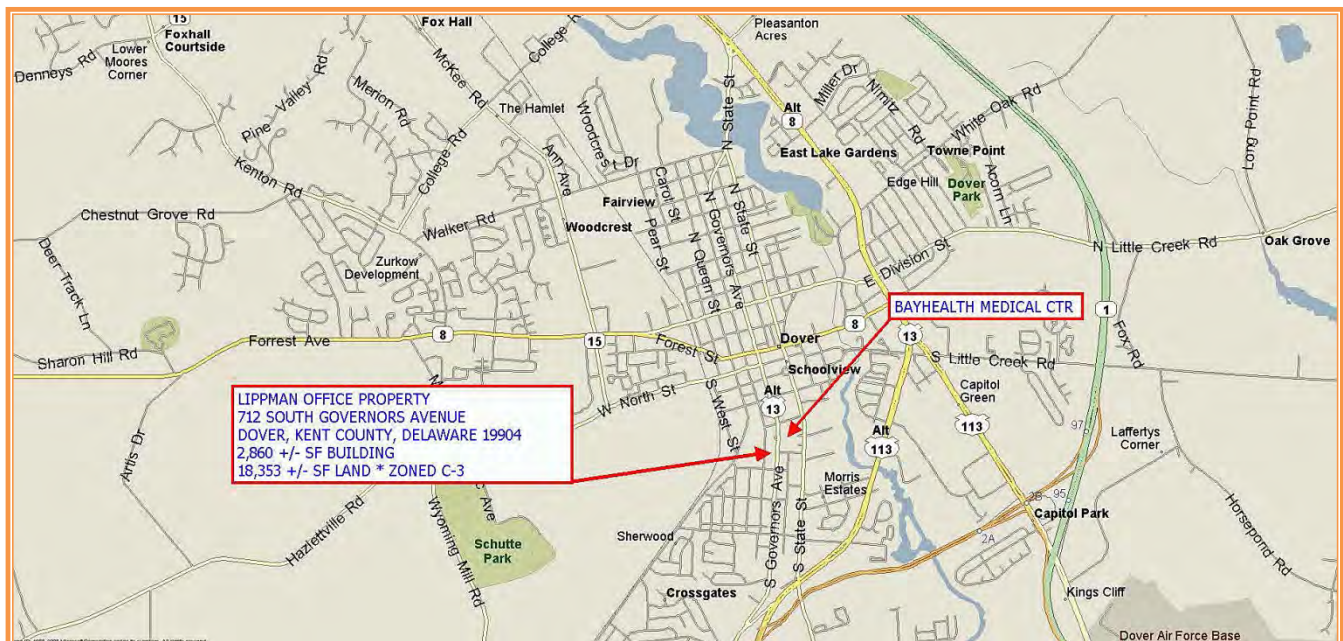 15
Foxhall
Courtside
Fox Hall
College Rd
Pleasanton
Acres
Lower
Moores
Corner
Denneys Rd
McKee Rd
Pine Valley Rd
Merion Rd
The Hamlet
Woodcrest Dr
N State St
Alt
8
Miller Dr
Nimitz Rd
White Oak Rd
Long Point Rd
East Lake Gardens
Towne Point
Kenton Rd
College Rd
Ann Ave
Edge Hill
Dover
Park
Acorn Ln
Fairview
Carol St
Pear St
N Queen St
N Governors Ave
N State St
Chestnut Grove Rd
Walker Rd
Woodcrest
Zurkow
Development
Deer Track Ln
E Division St
N Little Creek Rd
Oak Grove
BAYHEALTH MEDICAL CTR
1
Fox Rd
8
15
8
13
Sharon Hill Rd
Forrest Ave
Forest St
Dover
Schoolview
S Little Creek Rd
Capitol
Green
LIPPMAN OFFICE PROPERTY
712 SOUTH GOVERNORS AVENUE
DOVER, KENT COUNTY, DELAWARE 19904
2,860 +/- SF BUILDING
18,353 +/- SF LAND * ZONED C-3
W North St
S West St
Alt
13
Alt
113
113
97
Laffertys
Corner
Artis Dr
Morris
Estates
2B
95
Capitol Park
Hazlettville Rd
Wyoming Mill Rd
Ave
Schutte
Park
Sherwood
S Governors Ave
S State St
2A
Horsepond Rd
Crossgates
Kings Cliff
Dover Air Force Base